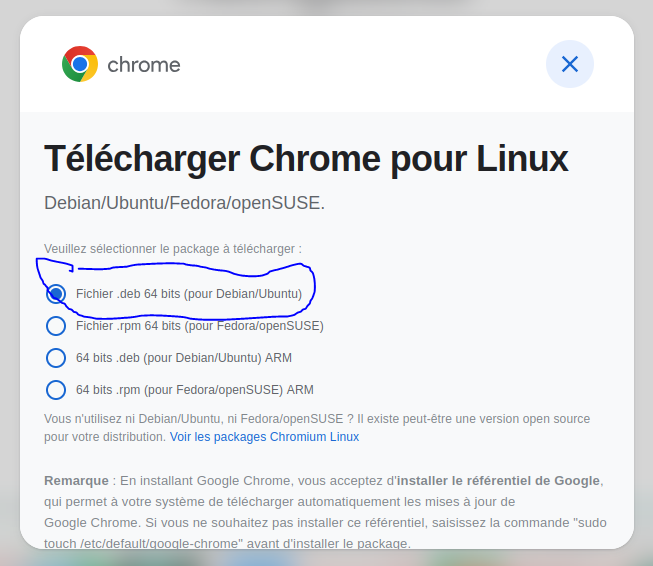 chrome
Télécharger Chrome pour Linux
Debian/Ubuntu/Fedora/openSUSE.
Veuillez sélectionner le package à télécharger :
Fichier .deb 64 bits (pour Debian/Ubuntu)
Fichier .rpm 64 bits (pour Fedora/openSUSE)
64 bits .deb (pour Debian/Ubuntu) ARM
64 bits .rpm (pour Fedora/openSUSE) ARM
Vous n'utilisez ni Debian/Ubuntu, ni Fedora/openSUSE ? Il existe peut-être une version open source
pour votre distribution. Voir les packages Chromium Linux
Remarque : En installant Google Chrome, vous acceptez d'installer le référentiel de Google,
qui permet à votre système de télécharger automatiquement les mises à jour de
Google Chrome. Si vous ne souhaitez pas installer ce référentiel, saisissez la commande "sudo
touch /etc/default/google-chrome" avant d'installer le package.